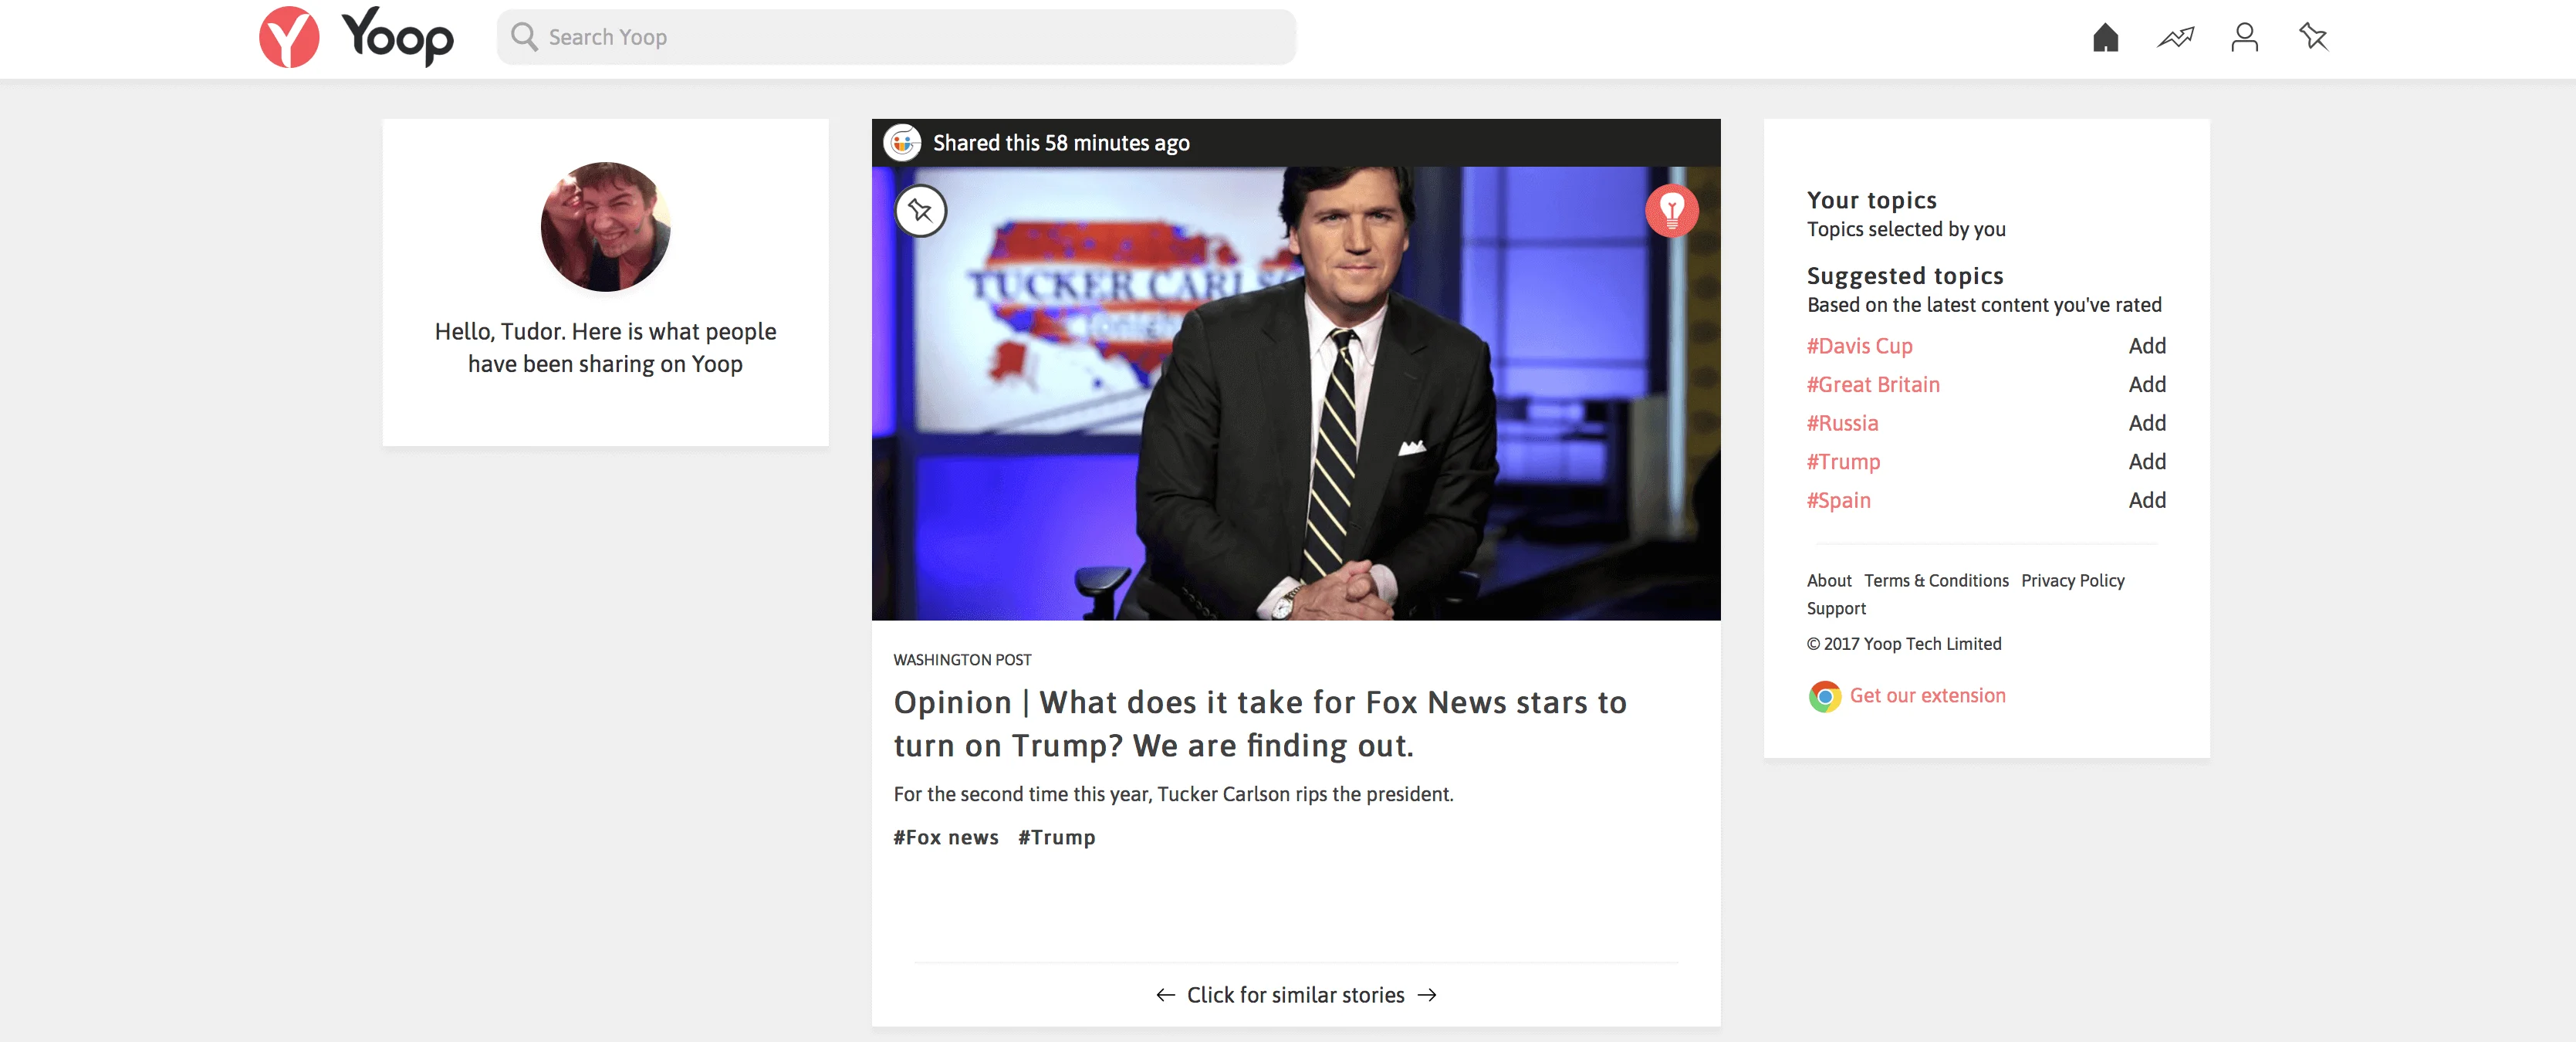 Yoop
Search Yoop
Hello, Tudor. Here is what people
have been sharing on Yoop
Shared this 58 minutes ago
TUCKER CARLS
Tonight
WASHINGTON POST
Opinion | What does it take for Fox News stars to
turn on Trump? We are finding out.
For the second time this year, Tucker Carlson rips the president.
#Fox news #Trump
← Click for similar stories →
Your topics
Topics selected by you
Suggested topics
Based on the latest content you've rated
#Davis Cup Add
#Great Britain Add
#Russia Add
#Trump Add
#Spain Add
About Terms & Conditions Privacy Policy
Support
© 2017 Yoop Tech Limited
Get our extension